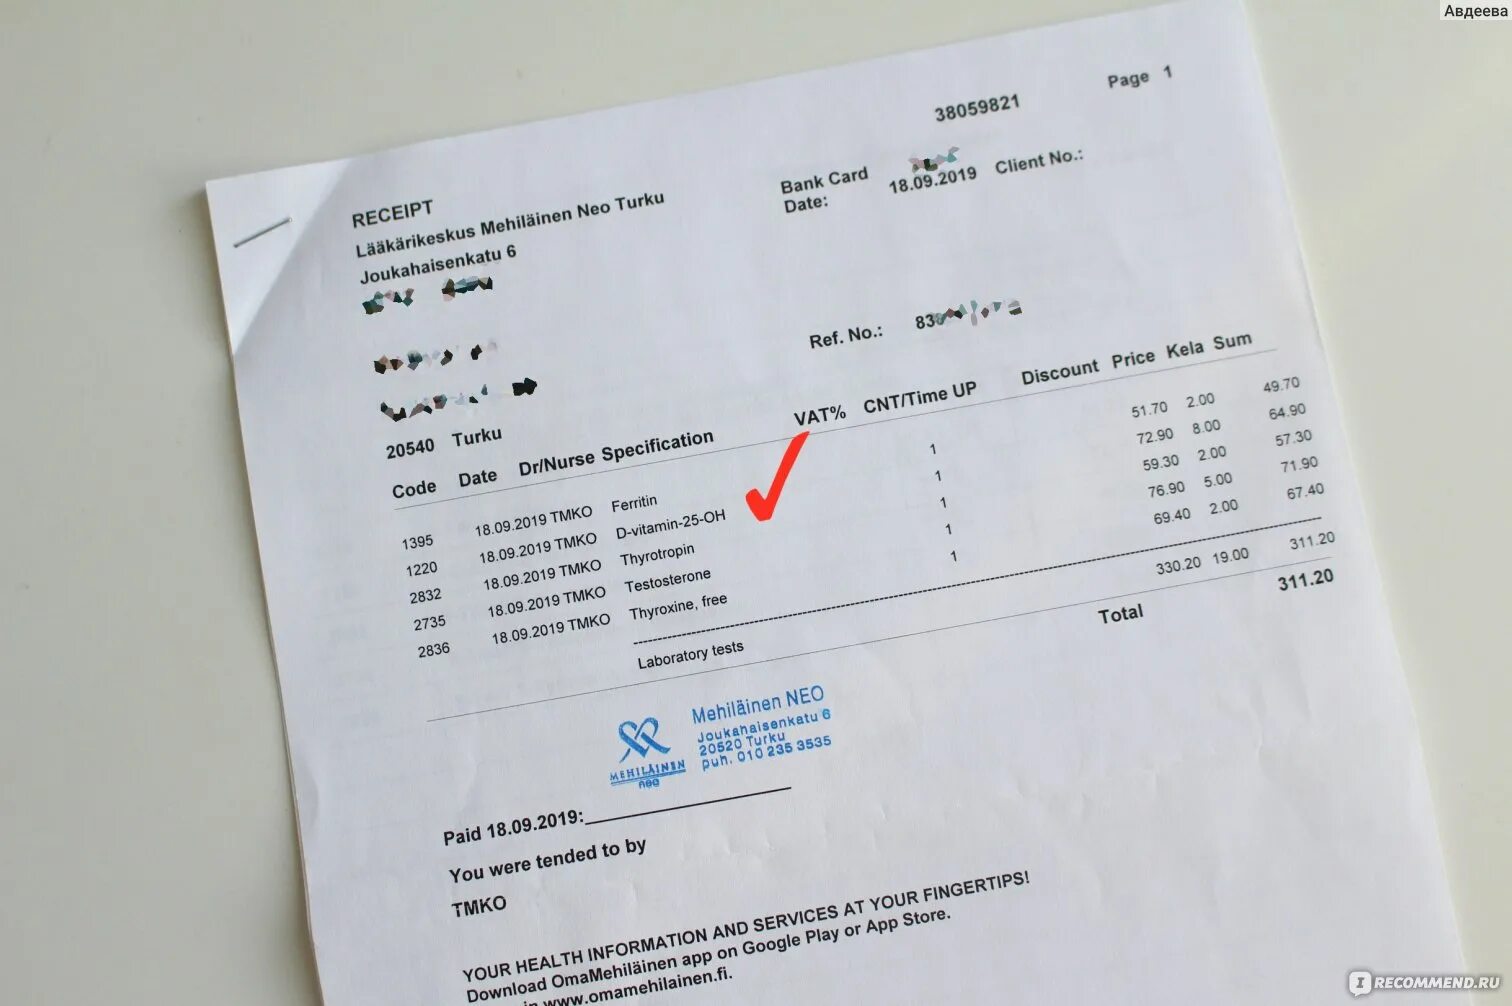 Авдеева
Page 1
38059821
RECEIPT
Lääkärikeskus Mehiläinen Neo Turku
Joukahaisenkatu 6
Bank Card
Date: 18.09.2019 Client No.:
Ref. No.: 83
20540 Turku
Code Date Dr/Nurse Specification VAT% CNT/Time UP Discount Price Kela Sum
1395 18.09.2019 TMKO Ferritin 1 51.70 2.00 49.70
1220 18.09.2019 TMKO D-vitamin-25-OH 1 72.90 8.00 64.90
2832 18.09.2019 TMKO Thyrotropin 1 59.30 2.00 57.30
2735 18.09.2019 TMKO Testosterone 1 76.90 5.00 71.90
2836 18.09.2019 TMKO Thyroxine, free 1 69.40 2.00 67.40
Laboratory tests 330.20 19.00 311.20
Total 311.20
Mehiläinen NEO
Joukahaisenkatu 6
20520 Turku
puh. 010 235 3535
MEHILÄINEN
NEO
Paid 18.09.2019:
You were tended to by
TMKO
YOUR HEALTH INFORMATION AND SERVICES AT YOUR FINGERTIPS!
Download OmaMehiläinen app on Google Play or App Store.
www.omamehilainen.fi.
I RECOMMEND.RU